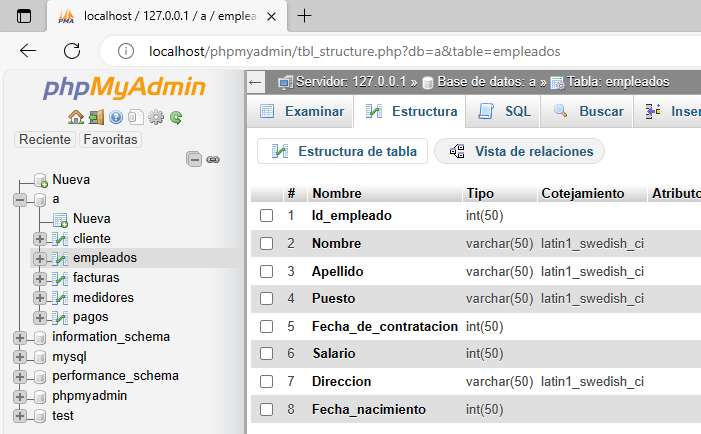 localhost / 127.0.0.1 / a / emplea
localhost/phpmyadmin/tbl_structure.php?db=a&table=empleados
phpMyAdmin
Reciente Favoritas
Nueva
a
Nueva
cliente
empleados
facturas
medidores
pagos
information_schema
mysql
performance_schema
phpmyadmin
test
Servidor: 127.0.0.1 » Base de datos: a » Tabla: empleados
Examinar Estructura SQL Buscar Inser
Estructura de tabla Vista de relaciones
# Nombre Tipo Cotejamiento Atributo
1 Id_empleado int(50)
2 Nombre varchar(50) latin1_swedish_ci
3 Apellido varchar(50) latin1_swedish_ci
4 Puesto varchar(50) latin1_swedish_ci
5 Fecha_de_contratacion int(50)
6 Salario int(50)
7 Direccion varchar(50) latin1_swedish_ci
8 Fecha_nacimiento int(50)